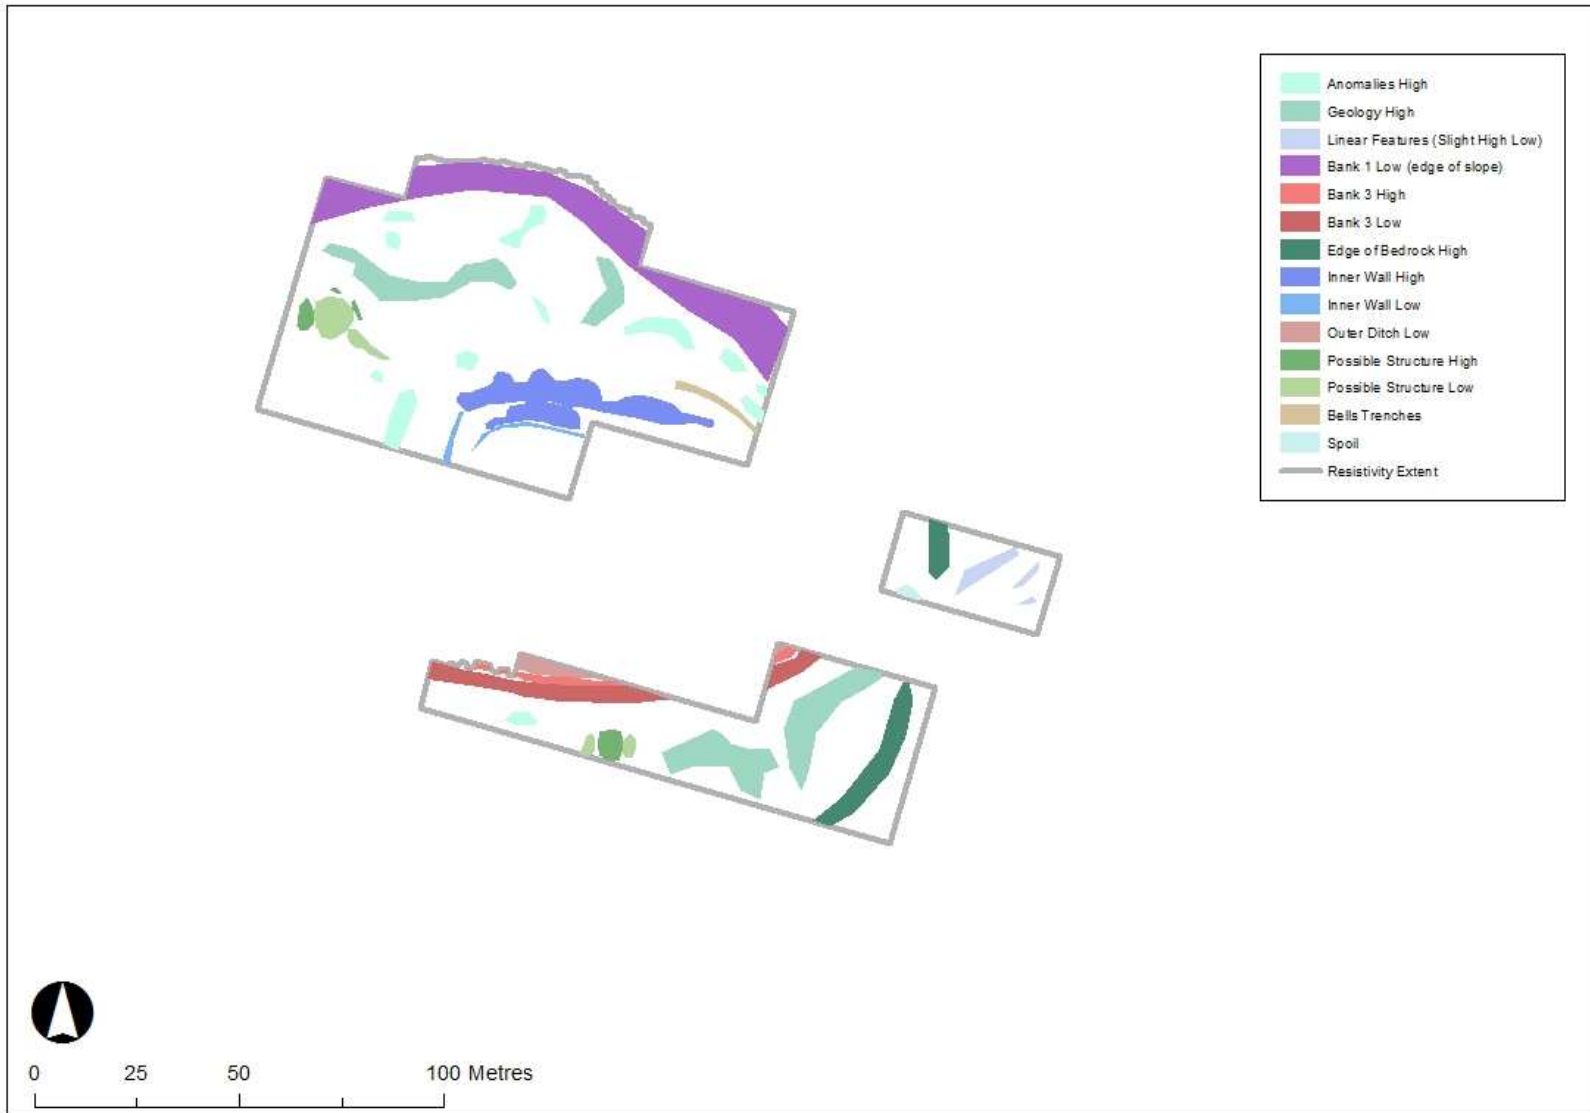 Anomalies High
Geology High
Linear Features (Slight High Low)
Bank 1 Low (edge of slope)
Bank 3 High
Bank 3 Low
Edge of Bedrock High
Inner Wall High
Inner Wall Low
Outer Ditch Low
Possible Structure High
Possible Structure Low
Bells Trenches
Spoil
Resistivity Extent
0 25 50 100 Metres